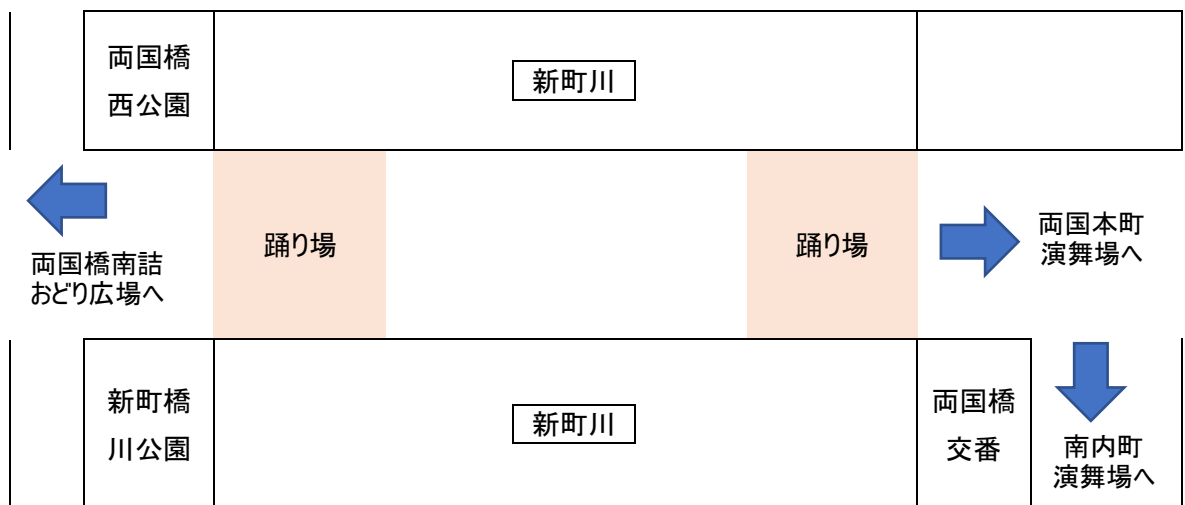 両国橋
西公園
新町川
両国橋南詰
おどり広場へ
踊り場
踊り場
両国本町
演舞場へ
新町橋
川公園
新町川
両国橋
交番
南内町
演舞場へ